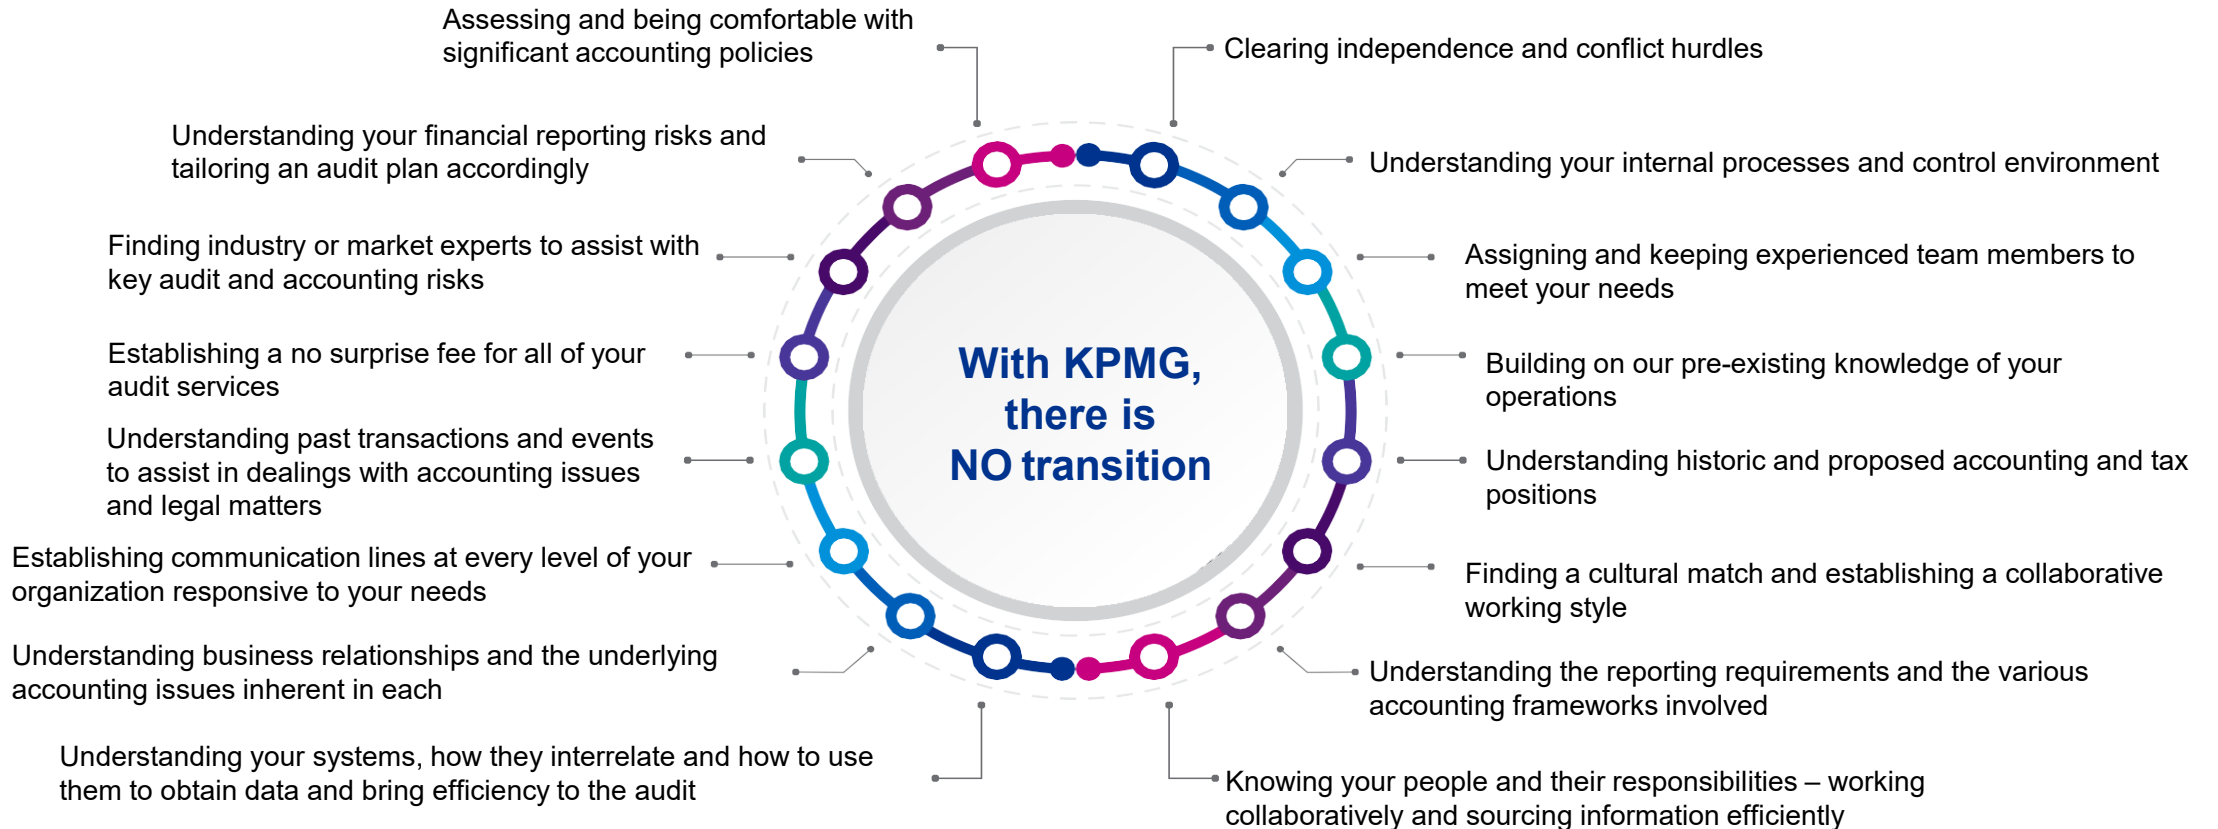 Assessing and being comfortable with
significant accounting policies
Understanding your financial reporting risks and
tailoring an audit plan accordingly
Finding industry or market experts to assist with
key audit and accounting risks
Establishing a no surprise fee for all of your
audit services
Understanding past transactions and events
to assist in dealings with accounting issues
and legal matters
Establishing communication lines at every level of your
organization responsive to your needs
Understanding business relationships and the underlying
accounting issues inherent in each
Understanding your systems, how they interrelate and how to use
them to obtain data and bring efficiency to the audit
With KPMG,
there is
NO transition
Clearing independence and conflict hurdles
Understanding your internal processes and control environment
Assigning and keeping experienced team members to
meet your needs
Building on our pre-existing knowledge of your
operations
Understanding historic and proposed accounting and tax
positions
Finding a cultural match and establishing a collaborative
working style
Understanding the reporting requirements and the various
accounting frameworks involved
Knowing your people and their responsibilities – working
collaboratively and sourcing information efficiently